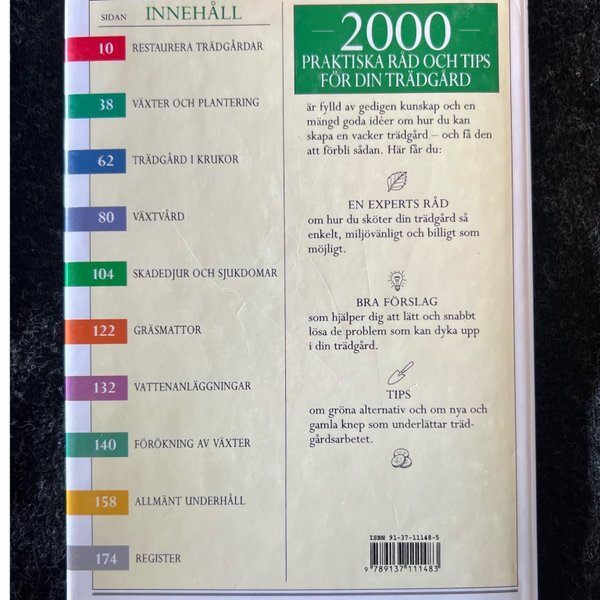 SIDAN INNEHÅLL
10 RESTAURERA TRÄDGÅRDAR
38 VÄXTER OCH PLANTERING
62 TRÄDGÅRD I KRUKOR
80 VÄXTVÅRD
104 SKADEDJUR OCH SJUKDOMAR
122 GRÄSMATTOR
132 VATTENANLÄGGNINGAR
140 FÖRÖKNING AV VÄXTER
158 ALLMÄNT UNDERHÅLL
174 REGISTER
2000
PRAKTISKA RÅD OCH TIPS
FÖR DIN TRÄDGÅRD
är fylld av gedigen kunskap och en
mängd goda idéer om hur du kan
skapa en vacker trädgård – och få den
att förbli sådan. Här får du:
EN EXPERTS RÅD
om hur du sköter din trädgård så
enkelt, miljövänligt och billigt som
möjligt.
BRA FÖRSLAG
som hjälper dig att lätt och snabbt
lösa de problem som kan dyka upp
i din trädgård.
TIPS
om gröna alternativ och om nya och
gamla knep som underlättar träd-
gårdsarbetet.
ISBN 91-37-11148-5
9 789137 111483